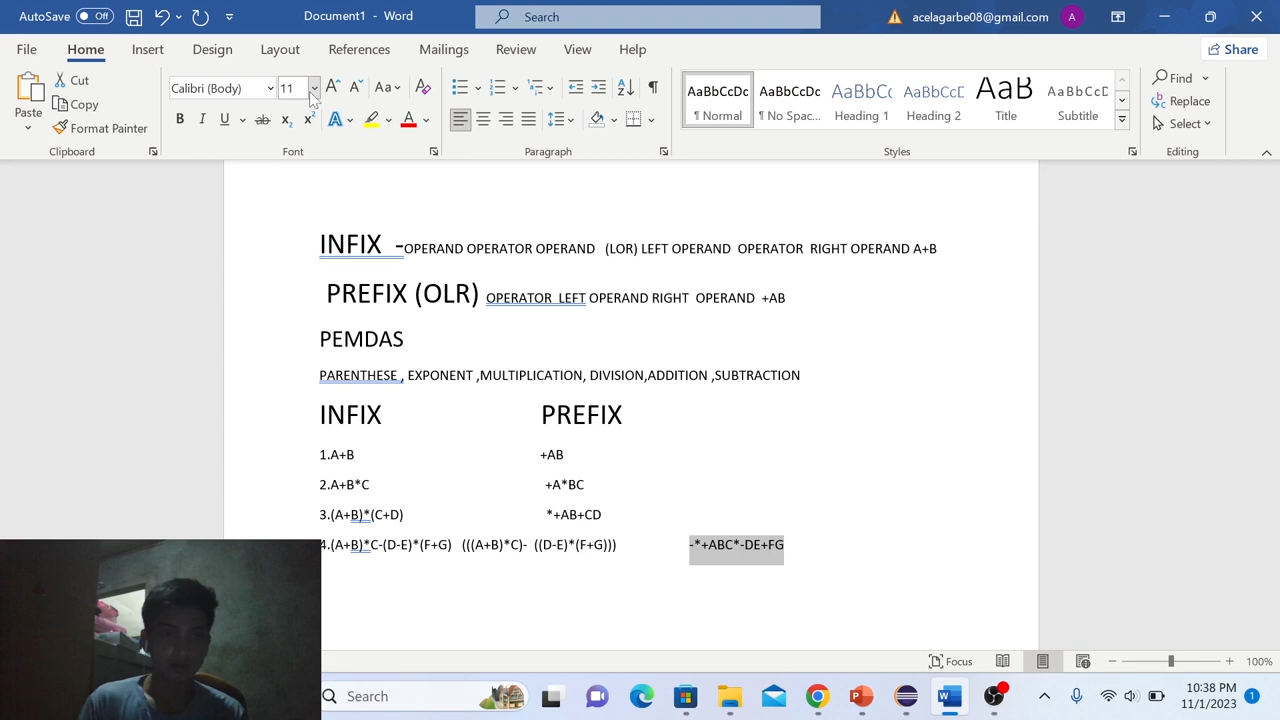 AutoSave Off Document1 - Word Search acelagarbe08@gmail.com A
File Home Insert Design Layout References Mailings Review View Help Share
Paste Cut Copy Format Painter Clipboard
Calibri (Body) 11 Aa
Font
Paragraph
AaBbCcDc ¶ Normal
AaBbCcDc ¶ No Spac...
AaBbCc Heading 1
AaBbCcD Heading 2
AaB Title
AaBbCcD Subtitle
Styles
Find
Replace
Select
Editing
INFIX -OPERAND OPERATOR OPERAND (LOR) LEFT OPERAND OPERATOR RIGHT OPERAND A+B
PREFIX (OLR) OPERATOR LEFT OPERAND RIGHT OPERAND +AB
PEMDAS
PARENTHESE , EXPONENT ,MULTIPLICATION, DIVISION,ADDITION ,SUBTRACTION
INFIX PREFIX
1.A+B +AB
2.A+B*C +A*BC
3.(A+B)*(C+D) *+AB+CD
4.(A+B)*C-(D-E)*(F+G) (((A+B)*C)- ((D-E)*(F+G))) -*+ABC*-DE+FG
Focus 100%
Search 10:38 PM
11/1/2023 1